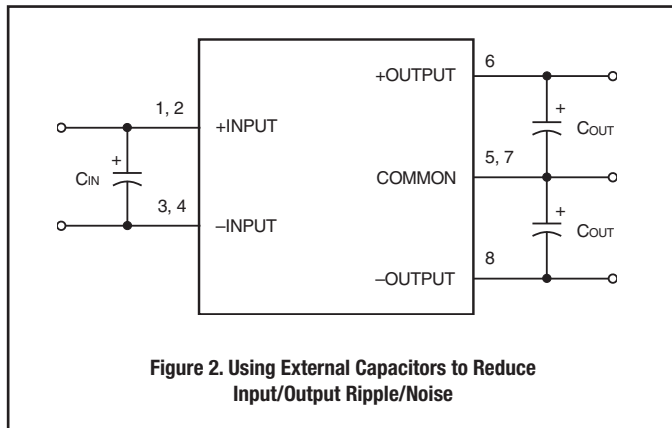 6
+OUTPUT
1, 2
+INPUT
+
COUT
+
CIN
5, 7
COMMON
3, 4
–INPUT
+
COUT
8
–OUTPUT
Figure 2. Using External Capacitors to Reduce
Input/Output Ripple/Noise